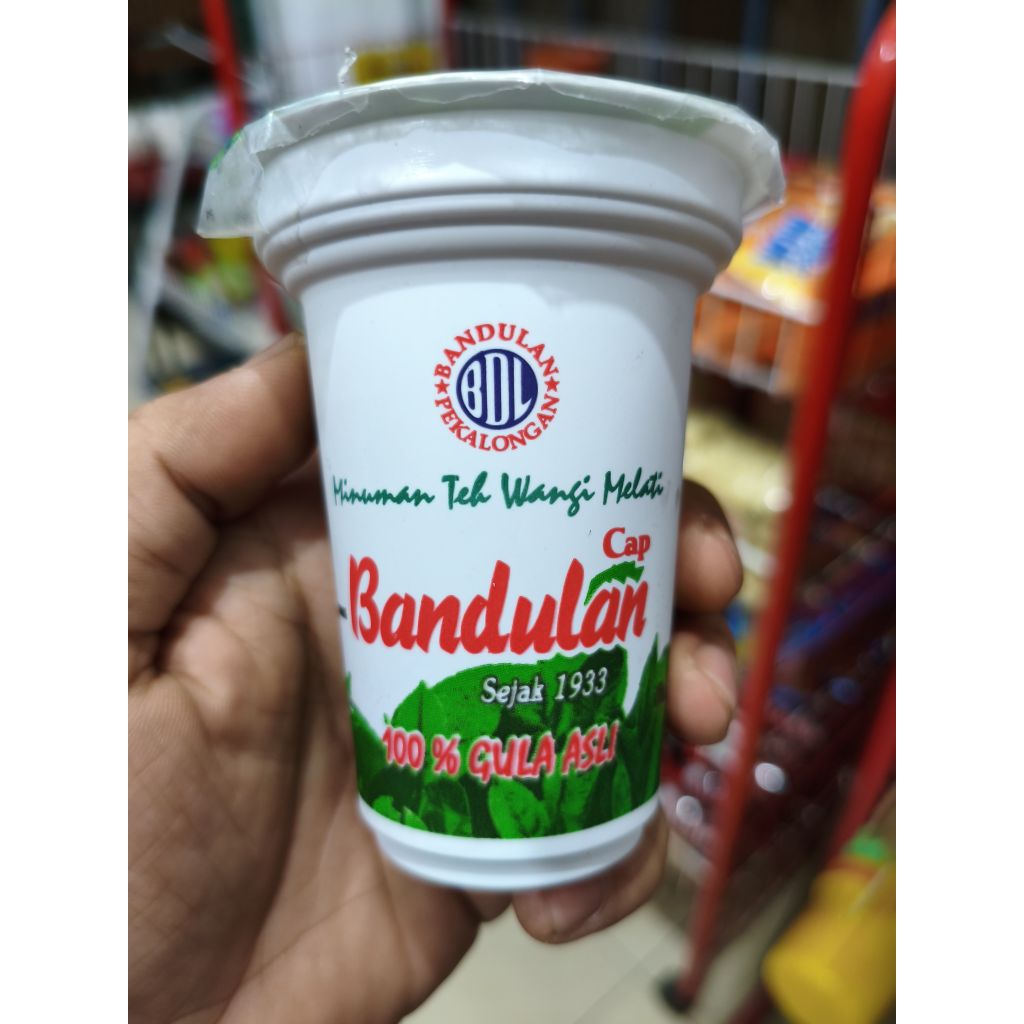 BANDULAN
BDL
PEKALONGAN
Minuman Teh Wangi Melati
Cap
Bandulan
Sejak 1933
100 % GULA ASLI